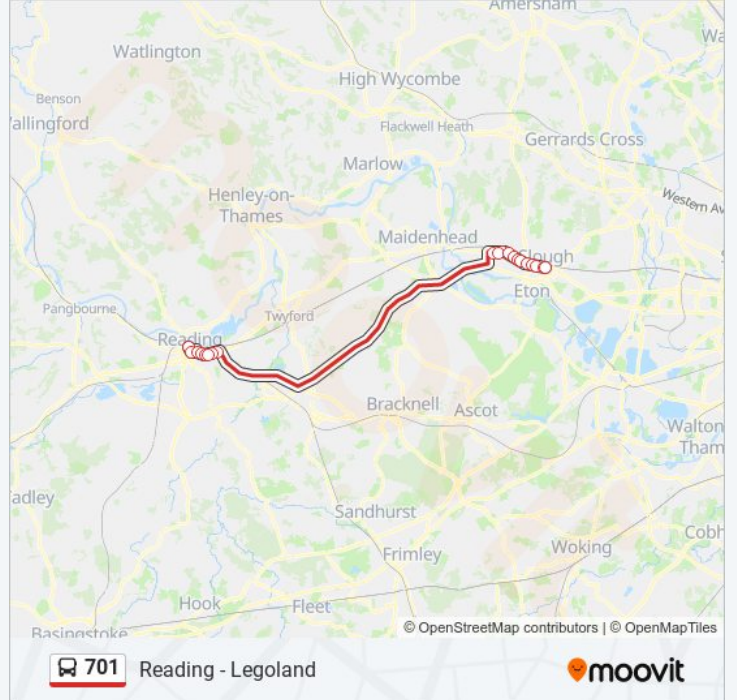 Amersham
Watlington
High Wycombe
Benson
Wallingford
Flackwell Heath
Gerrards Cross
Marlow
Henley-on-
Thames
Western Av
Maidenhead
Slough
Eton
Pangbourne
Twyford
Reading
Bracknell
Ascot
Walton
Tham
adley
Sandhurst
Cobh
Frimley
Woking
Hook
Fleet
© OpenStreetMap contributors | © OpenMapTiles
Basingstoke
701 Reading - Legoland
moovit